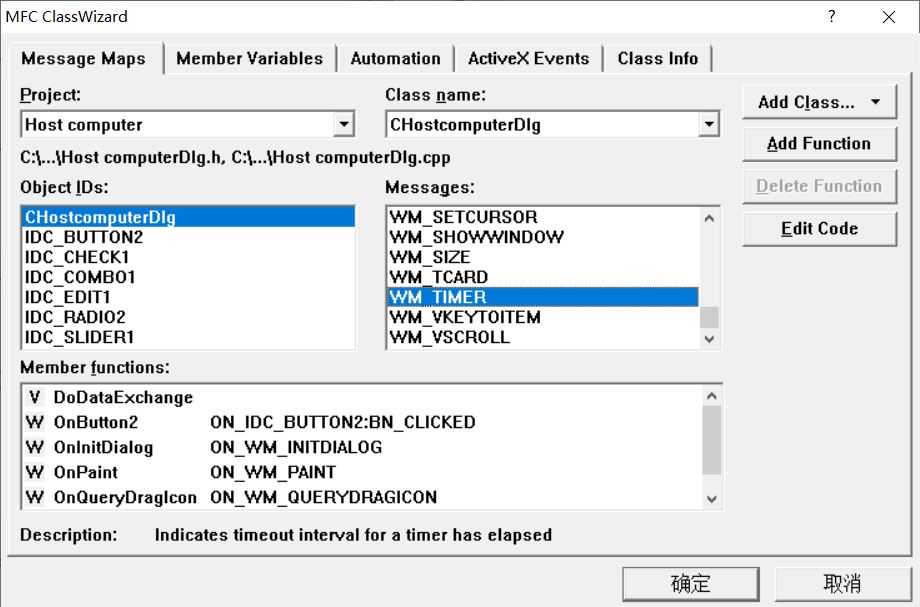 MFC ClassWizard
Message Maps Member Variables Automation ActiveX Events Class Info
Project: Class name:
Host computer CHostcomputerDlg
Add Class...
C:\...\Host computerDlg.h, C:\...\Host computerDlg.cpp
Add Function
Object IDs: Messages:
Delete Function
CHostcomputerDlg WM_SETCURSOR
IDC_BUTTON2 WM_SHOWWINDOW
Edit Code
IDC_CHECK1 WM_SIZE
IDC_COMBO1 WM_TCARD
IDC_EDIT1 WM_TIMER
IDC_RADIO2 WM_VKEYTOITEM
IDC_SLIDER1 WM_VSCROLL
Member functions:
V DoDataExchange
W OnButton2 ON_IDC_BUTTON2:BN_CLICKED
W OnInitDialog ON_WM_INITDIALOG
W OnPaint ON_WM_PAINT
W OnQueryDragIcon ON_WM_QUERYDRAGICON
Description: Indicates timeout interval for a timer has elapsed
确定 取消